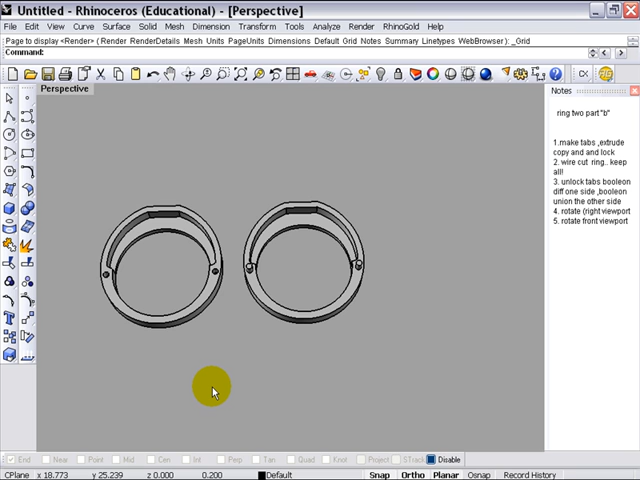 Untitled - Rhinoceros (Educational) - [Perspective]
File Edit View Curve Surface Solid Mesh Dimension Transform Tools Analyze Render RhinoGold Help
Page to display <Render> ( Render RenderDetails Mesh Units PageUnits Dimensions Default Grid Notes Summary Linetypes WebBrowser ): _Grid
Command:
Perspective
Notes
ring two part "b"
1.make tabs ,extrude
copy and and lock
2. wire cut ring.. keep
all!
3. unlock tabs booleon
diff one side ,booleon
union the other side
4. rotate (right viewport
5. rotate front viewport
End Near Point Mid Cen Int Perp Tan Quad Knot Project STrack Disable
CPlane x 18.773 y 25.239 z 0.000 0.200 Default Snap Ortho Planar Osnap Record History